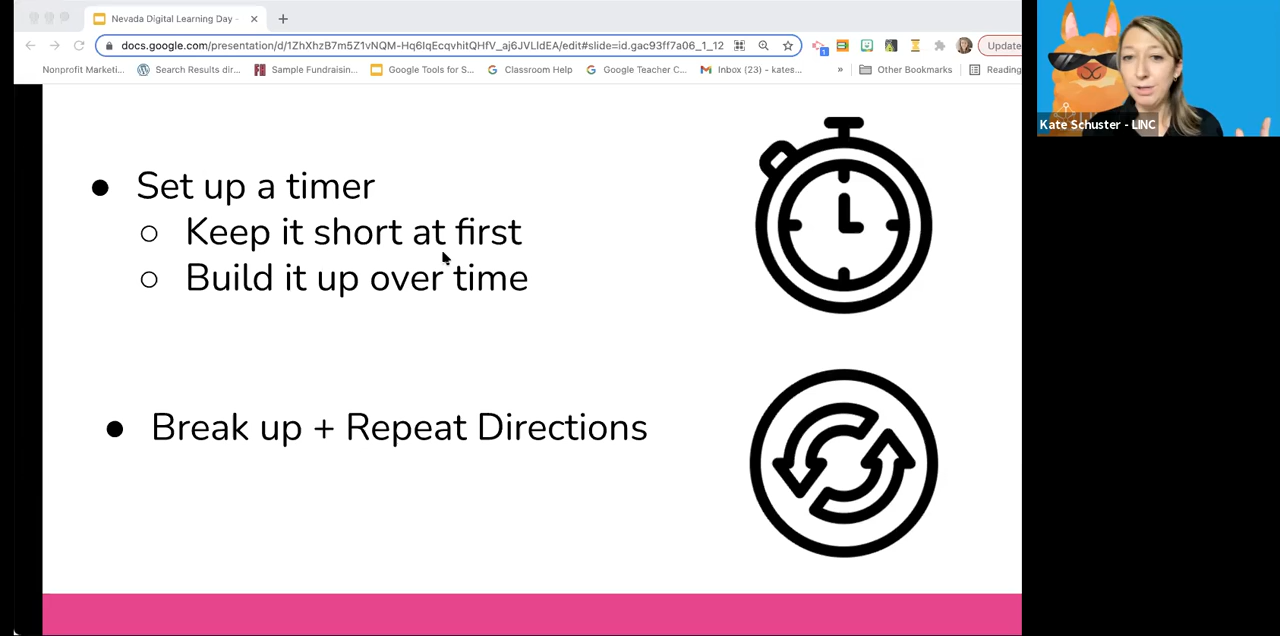 Nevada Digital Learning Day -
docs.google.com/presentation/d/1ZhXhzB7m5Z1vNQM-Hq6IqEcqvhitQHfV_aj6JVLIdEA/edit#slide=id.gac93ff7a06_1_12
1
Update
Nonprofit Marketi...
Search Results dir...
Sample Fundraisin...
Google Tools for S...
Classroom Help
Google Teacher C...
Inbox (23) - kates...
»
Other Bookmarks
Reading
Kate Schuster - LINC
● Set up a timer
○ Keep it short at first
○ Build it up over time
● Break up + Repeat Directions